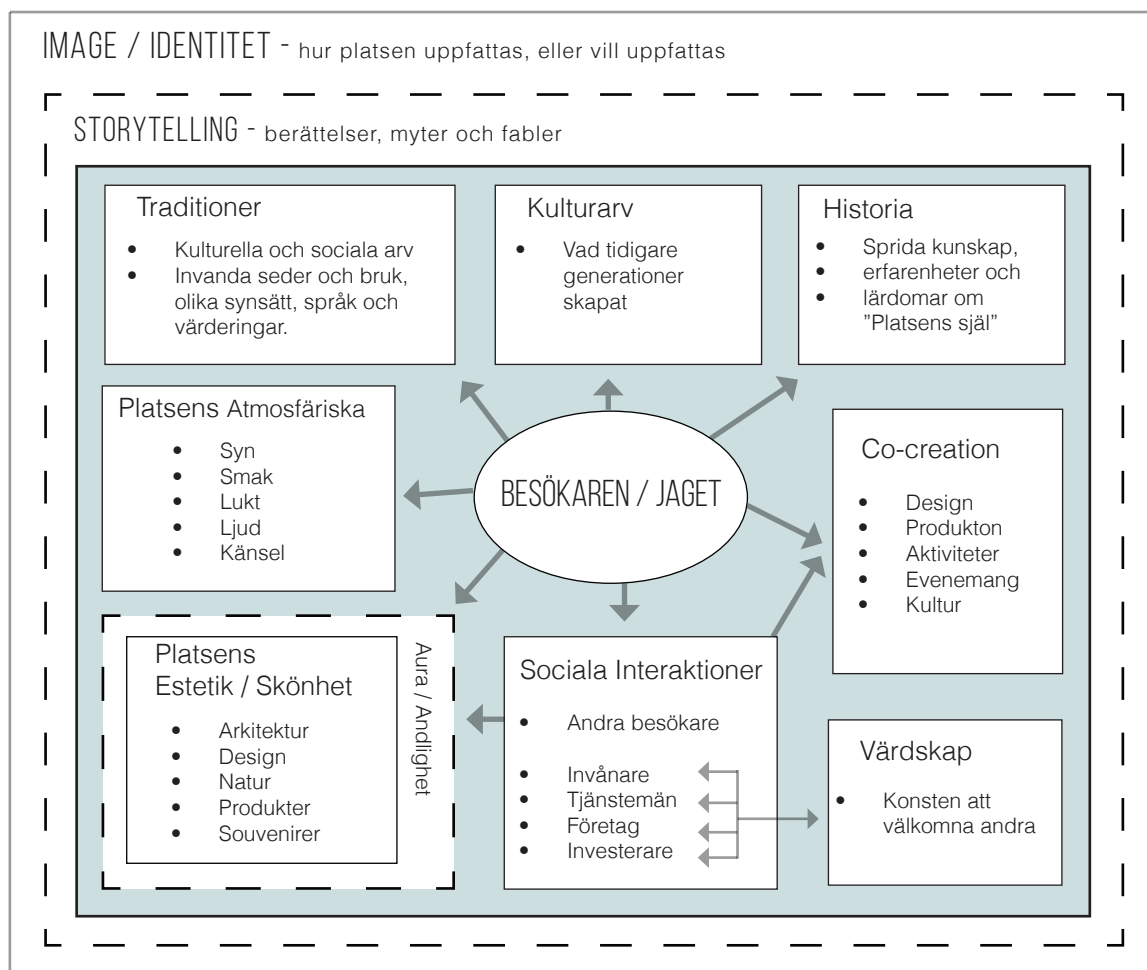 IMAGE / IDENTITET - hur platsen uppfattas, eller vill uppfattas
STORYTELLING - berättelser, myter och fabler
Traditioner
• Kulturella och sociala arv
• Invanda seder och bruk,
olika synsätt, språk och
värderingar.
Kulturarv
• Vad tidigare
generationer
skapat
Historia
• Sprida kunskap,
• erfarenheter och
• lärdomar om
"Platsens själ"
Platsens Atmosfäriska
• Syn
• Smak
• Lukt
• Ljud
• Känsel
BESÖKAREN / JAGET
Co-creation
• Design
• Produkton
• Aktiviteter
• Evenemang
• Kultur
Platsens
Estetik / Skönhet
• Arkitektur
• Design
• Natur
• Produkter
• Souvenirer
Aura / Andlighet
Sociala Interaktioner
• Andra besökare
• Invånare
• Tjänstemän
• Företag
• Investerare
Värdskap
• Konsten att
välkomna andra